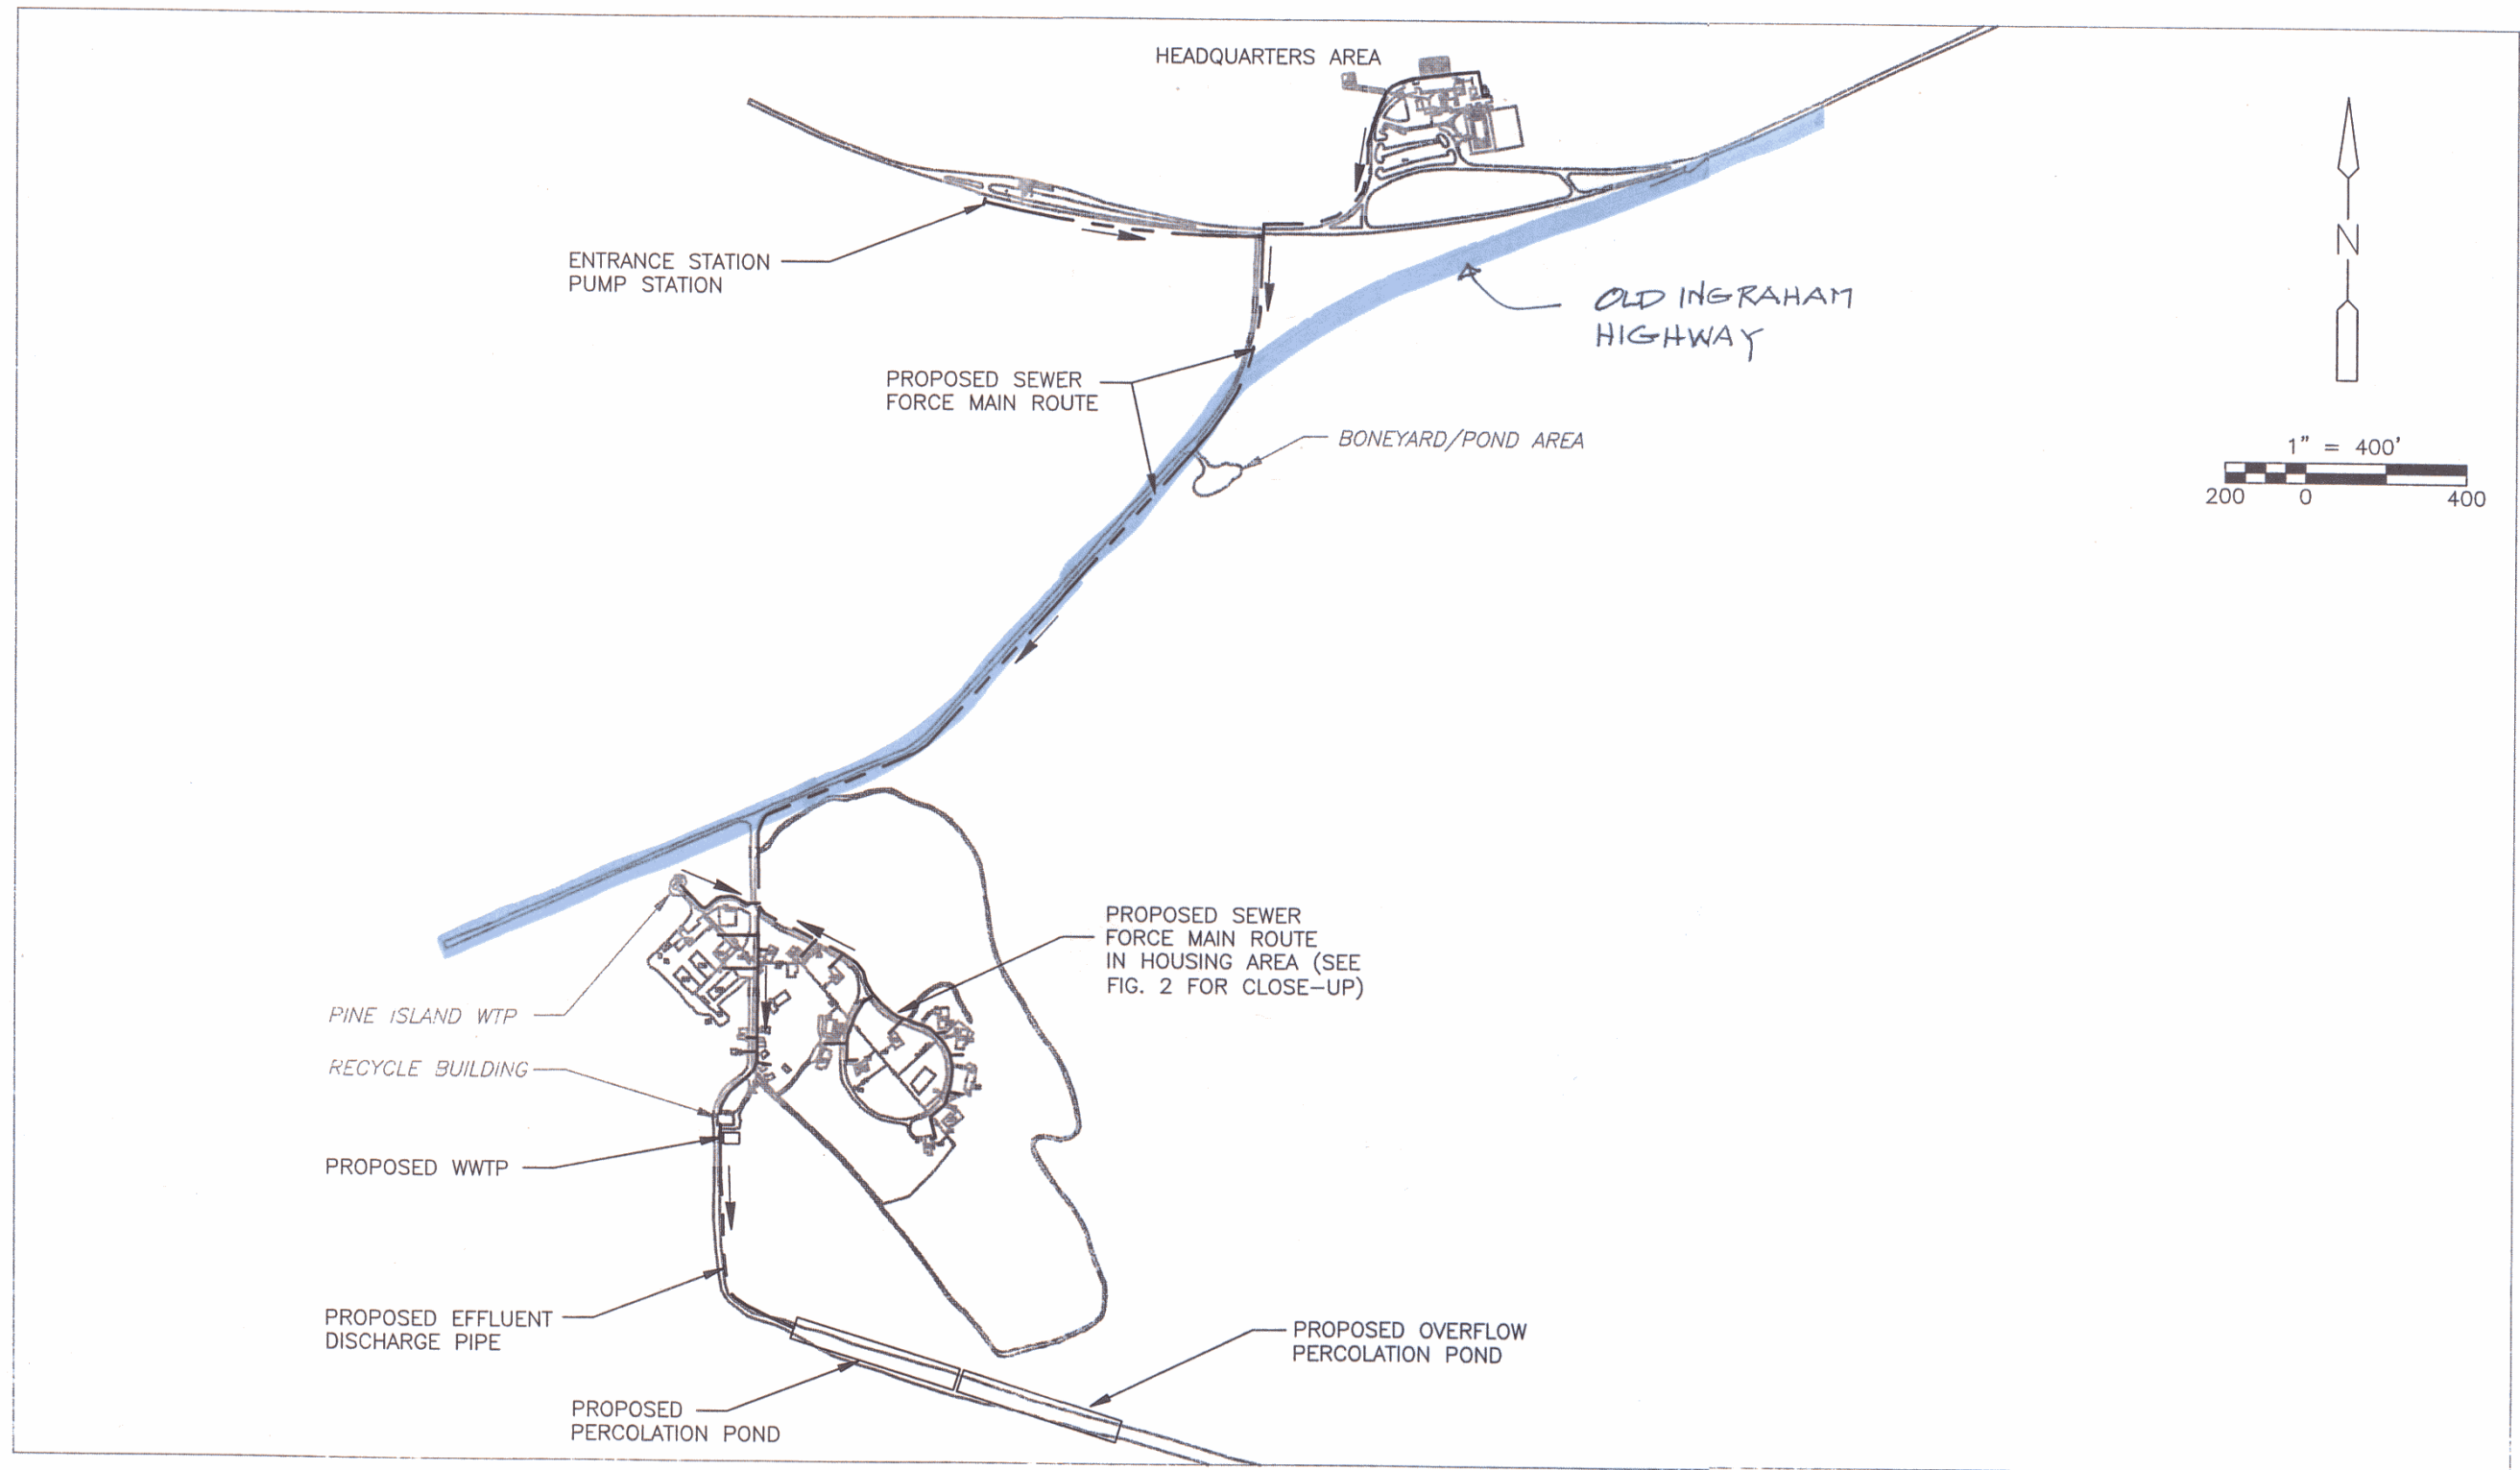 HEADQUARTERS AREA
ENTRANCE STATION
PUMP STATION
OLD INGRAHAM
HIGHWAY
N
PROPOSED SEWER
FORCE MAIN ROUTE
BONEYARD/POND AREA
1" = 400'
200 0 400
PROPOSED SEWER
FORCE MAIN ROUTE
IN HOUSING AREA (SEE
FIG. 2 FOR CLOSE-UP)
PINE ISLAND WTP
RECYCLE BUILDING
PROPOSED WWTP
PROPOSED EFFLUENT
DISCHARGE PIPE
PROPOSED OVERFLOW
PERCOLATION POND
PROPOSED
PERCOLATION POND